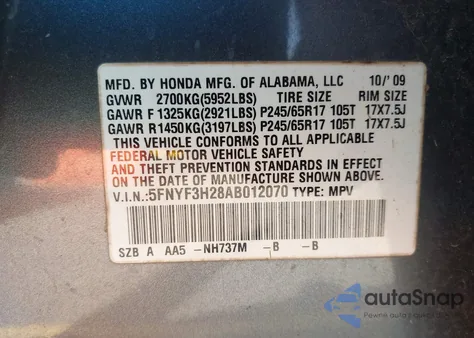 MFD. BY HONDA MFG. OF ALABAMA, LLC 10/'09
GVWR 2700KG(5952LBS) TIRE SIZE RIM SIZE
GAWR F 1325KG(2921LBS) P245/65R17 105T 17X7.5J
GAWR R 1450KG(3197LBS) P245/65R17 105T 17X7.5J
THIS VEHICLE CONFORMS TO ALL APPLICABLE
FEDERAL MOTOR VEHICLE SAFETY
AND THEFT PREVENTION STANDARDS IN EFFECT
ON THE DATE OF MANUFACTURE SHOWN ABOVE.
V.I.N.:5FNYF3H28AB012070 TYPE: MPV
SZB A AA5 -NH737M -B -B
autoSnap
Pewne auta